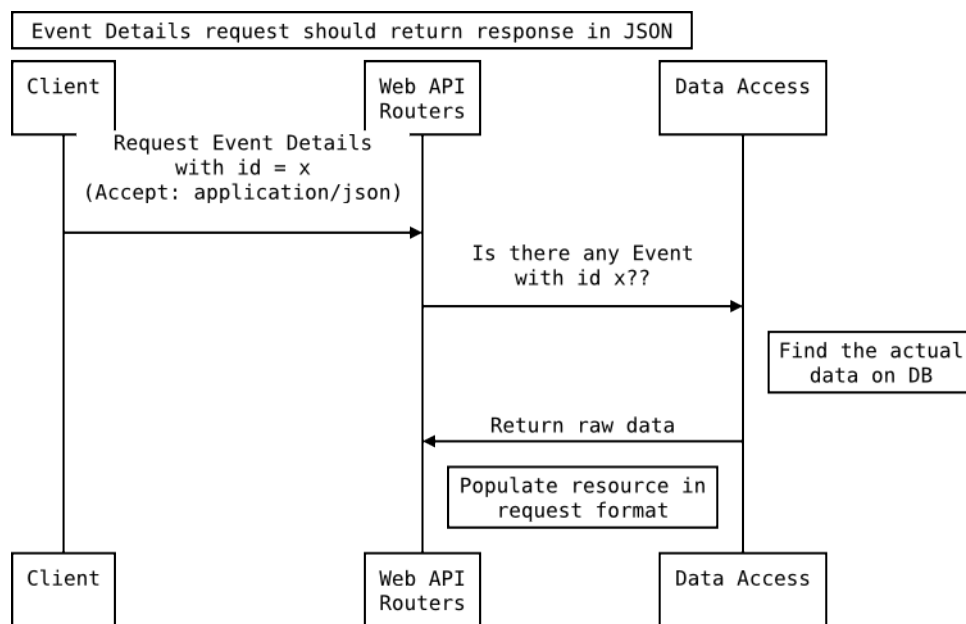 Event Details request should return response in JSON
Client
Web API
Routers
Data Access
Request Event Details
with id = x
(Accept: application/json)
Is there any Event
with id x??
Find the actual
data on DB
Return raw data
Populate resource in
request format
Client
Web API
Routers
Data Access